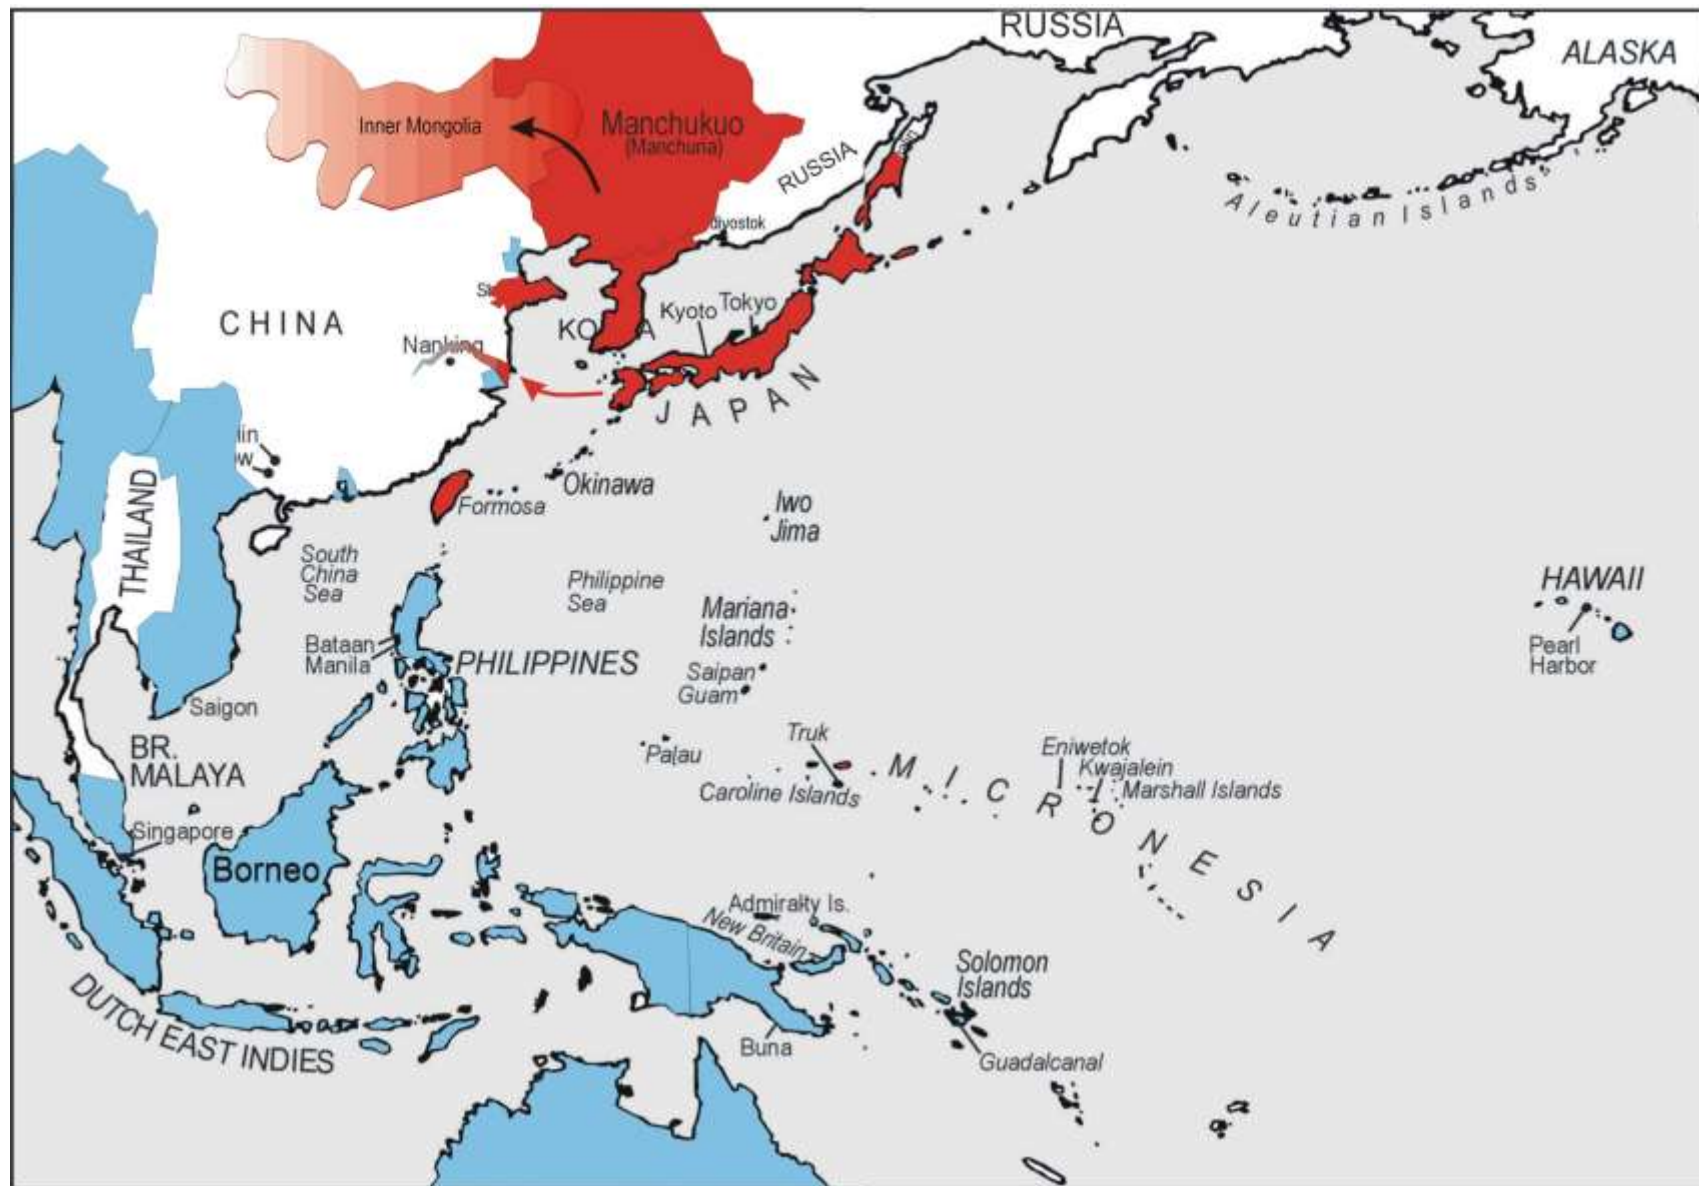 RUSSIA
ALASKA
Inner Mongolia
Manchukuo
(Manchuna)
RUSSIA
Aleutian Islands
diyostok
CHINA
Kyoto
Tokyo
Nanking
JAPAN
Okinawa
Formosa
Iwo
Jima
THAILAND
South
China
Sea
Philippine
Sea
HAWAII
Mariana
Islands
Bataan
Manila
PHILIPPINES
Pearl
Harbor
Saipan
Guam
Saigon
Truk
BR.
MALAYA
Palau
Eniwetok
Kwajalein
Marshall Islands
Caroline Islands
MICRONESIA
Singapore
Borneo
Admiralty Is.
New Britain
Solomon
Islands
DUTCH EAST INDIES
Buna
Guadalcanal